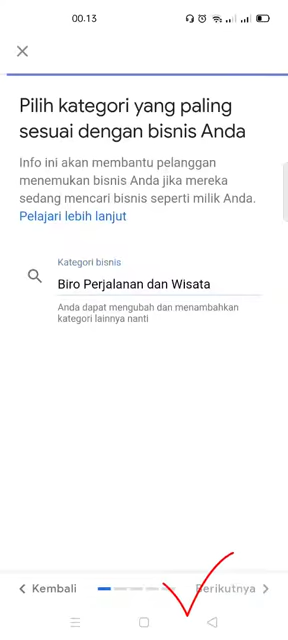 00.13
Pilih kategori yang paling
sesuai dengan bisnis Anda
Info ini akan membantu pelanggan
menemukan bisnis Anda jika mereka
sedang mencari bisnis seperti milik Anda.
Pelajari lebih lanjut
Kategori bisnis
Biro Perjalanan dan Wisata
Anda dapat mengubah dan menambahkan
kategori lainnya nanti
Kembali
Berikutnya